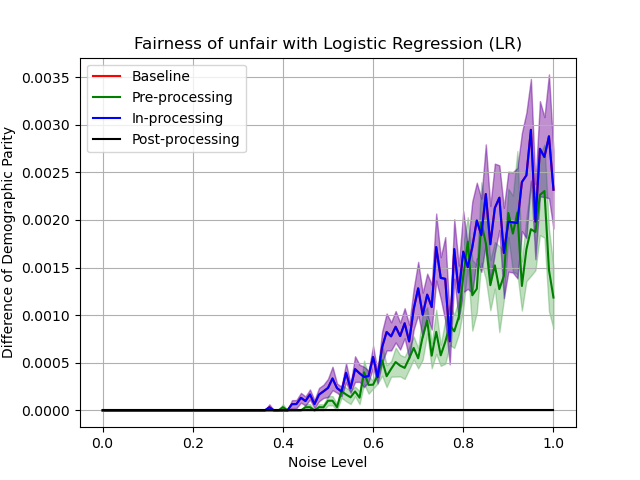 Fairness of unfair with Logistic Regression (LR)
Baseline
Pre-processing
In-processing
Post-processing
Difference of Demographic Parity
0.0035
0.0030
0.0025
0.0020
0.0015
0.0010
0.0005
0.0000
0.0 0.2 0.4 0.6 0.8 1.0
Noise Level